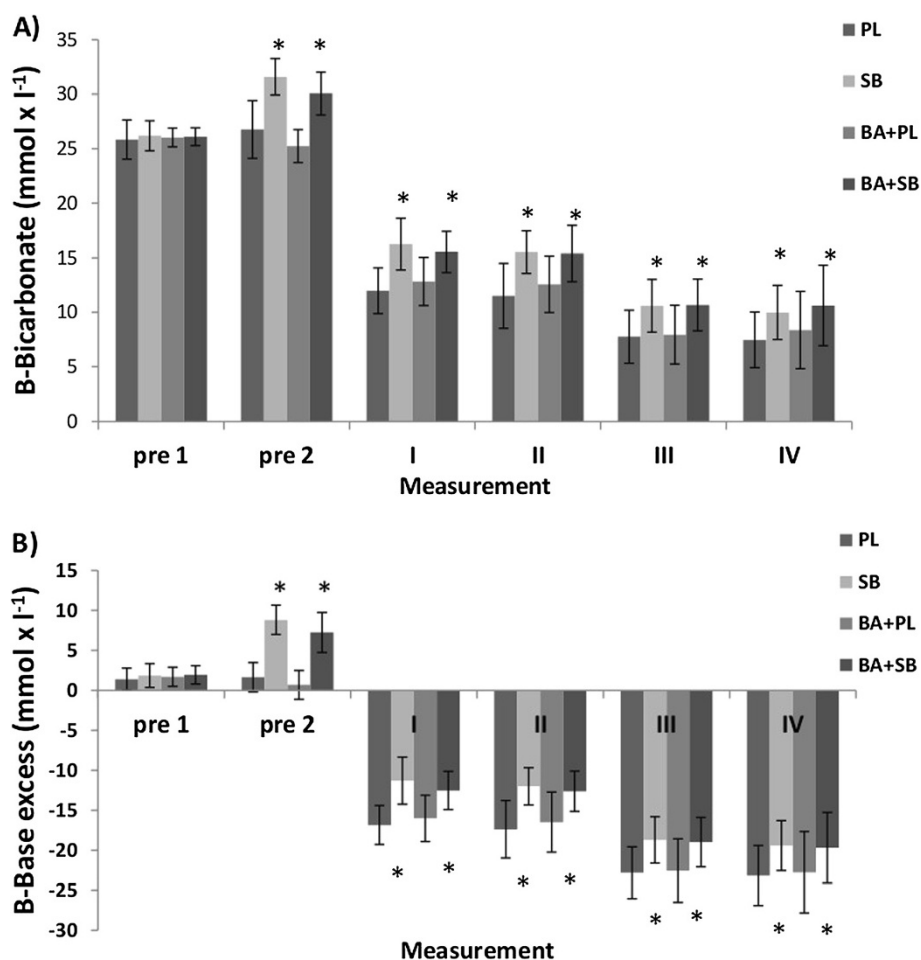 A)
B-Bicarbonate (mmol x l⁻¹)
35
30
25
20
15
10
5
0
* *
* *
* *
* *
* *
pre 1 pre 2 I II III IV
Measurement
PL
SB
BA+PL
BA+SB
B)
B-Base excess (mmol x l⁻¹)
15
10
5
0
-5
-10
-15
-20
-25
-30
* *
pre 1 pre 2 I II III IV
* *
* *
* *
* *
Measurement
PL
SB
BA+PL
BA+SB